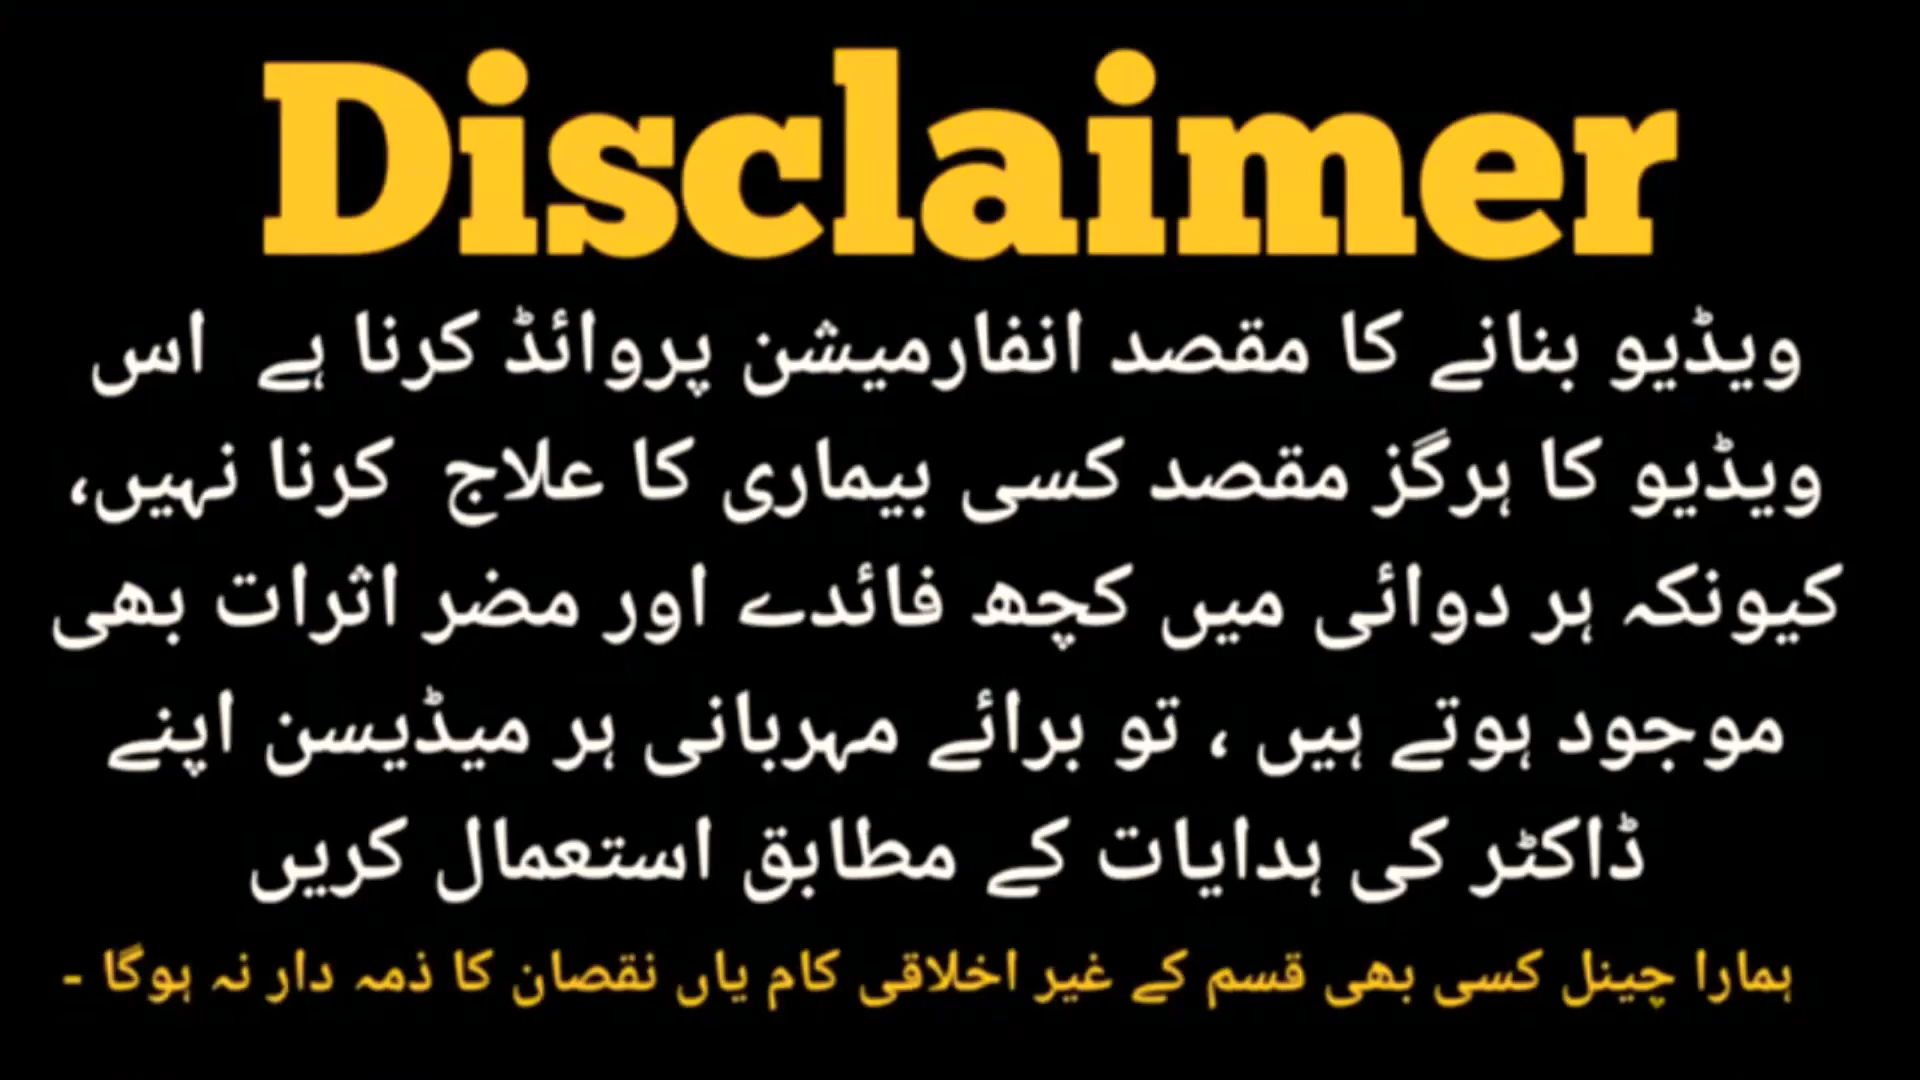 Disclaimer
ویڈیو بنانے کا مقصد انفارمیشن پروائڈ کرنا ہے اس
ویڈیو کا ہرگز مقصد کسی بیماری کا علاج کرنا نہیں،
کیونکہ ہر دوائی میں کچھ فائدے اور مضر اثرات بھی
موجود ہوتے ہیں ، تو برائے مہربانی ہر میڈیسن اپنے
ڈاکٹر کی ہدایات کے مطابق استعمال کریں
ہمارا چینل کسی بھی قسم کے غیر اخلاقی کام یاں نقصان کا ذمہ دار نہ ہوگا -